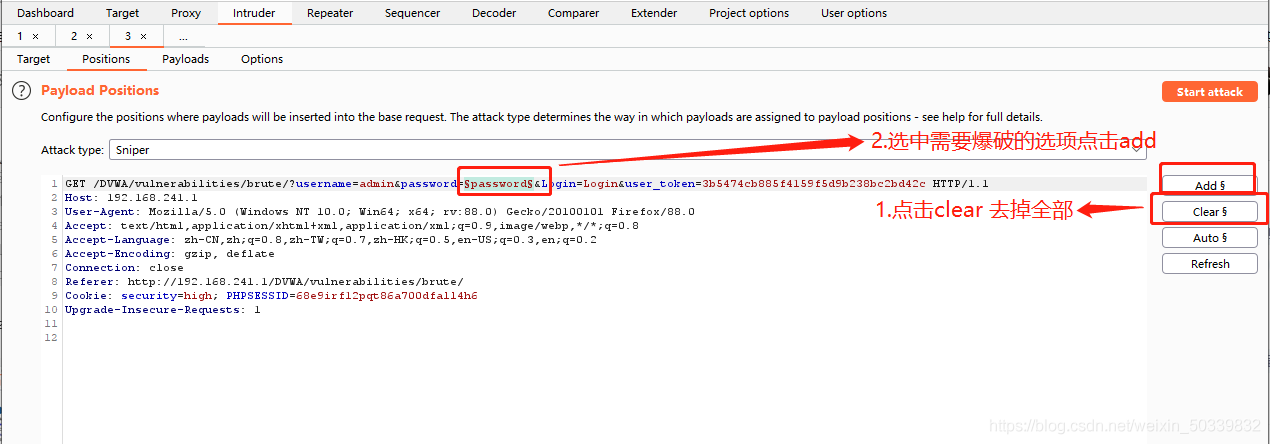 Dashboard Target Proxy Intruder Repeater Sequencer Decoder Comparer Extender Project options User options
1 × 2 × 3 × ...
Target Positions Payloads Options
? Payload Positions
Start attack
Configure the positions where payloads will be inserted into the base request. The attack type determines the way in which payloads are assigned to payload positions - see help for full details.
2.选中需要爆破的选项点击add
Attack type: Sniper
1 GET /DVWA/vulnerabilities/brute/?username=admin&password=§password§&Login=Login&user_token=3b5474cb885f4159f5d9b238bc2bd42c HTTP/1.1
2 Host: 192.168.241.1
3 User-Agent: Mozilla/5.0 (Windows NT 10.0; Win64; x64; rv:88.0) Gecko/20100101 Firefox/88.0
4 Accept: text/html,application/xhtml+xml,application/xml;q=0.9,image/webp,*/*;q=0.8
5 Accept-Language: zh-CN,zh;q=0.8,zh-TW;q=0.7,zh-HK;q=0.5,en-US;q=0.3,en;q=0.2
6 Accept-Encoding: gzip, deflate
7 Connection: close
8 Referer: http://192.168.241.1/DVWA/vulnerabilities/brute/
9 Cookie: security=high; PHPSESSID=68e9irf12pqt86a700dfall4h6
10 Upgrade-Insecure-Requests: 1
11
12
Add §
1.点击clear 去掉全部
Clear §
Auto §
Refresh
https://blog.csdn.net/weixin_50339832